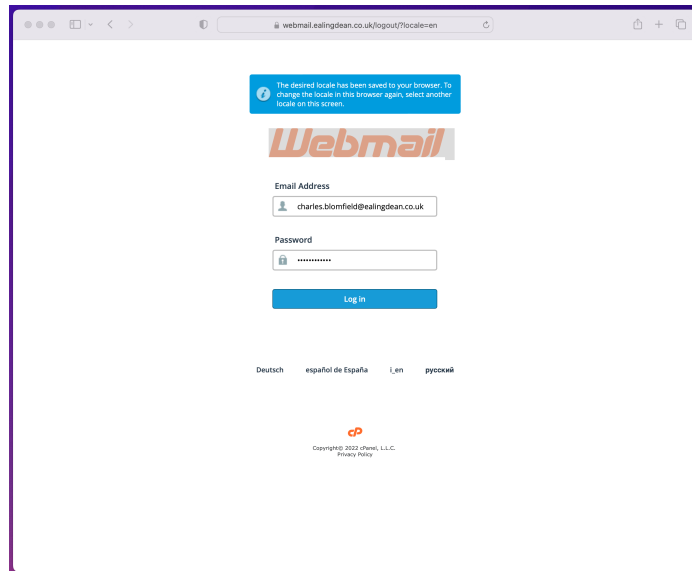 webmail.ealingdean.co.uk/logout/?locale=en
The desired locale has been saved to your browser. To
change the locale in this browser again, select another
locale on this screen.
Webmail
Email Address
charles.blomfield@ealingdean.co.uk
Password
••••••••••••
Log in
Deutsch español de España i_en русский
cP
Copyright© 2022 cPanel, L.L.C.
Privacy Policy